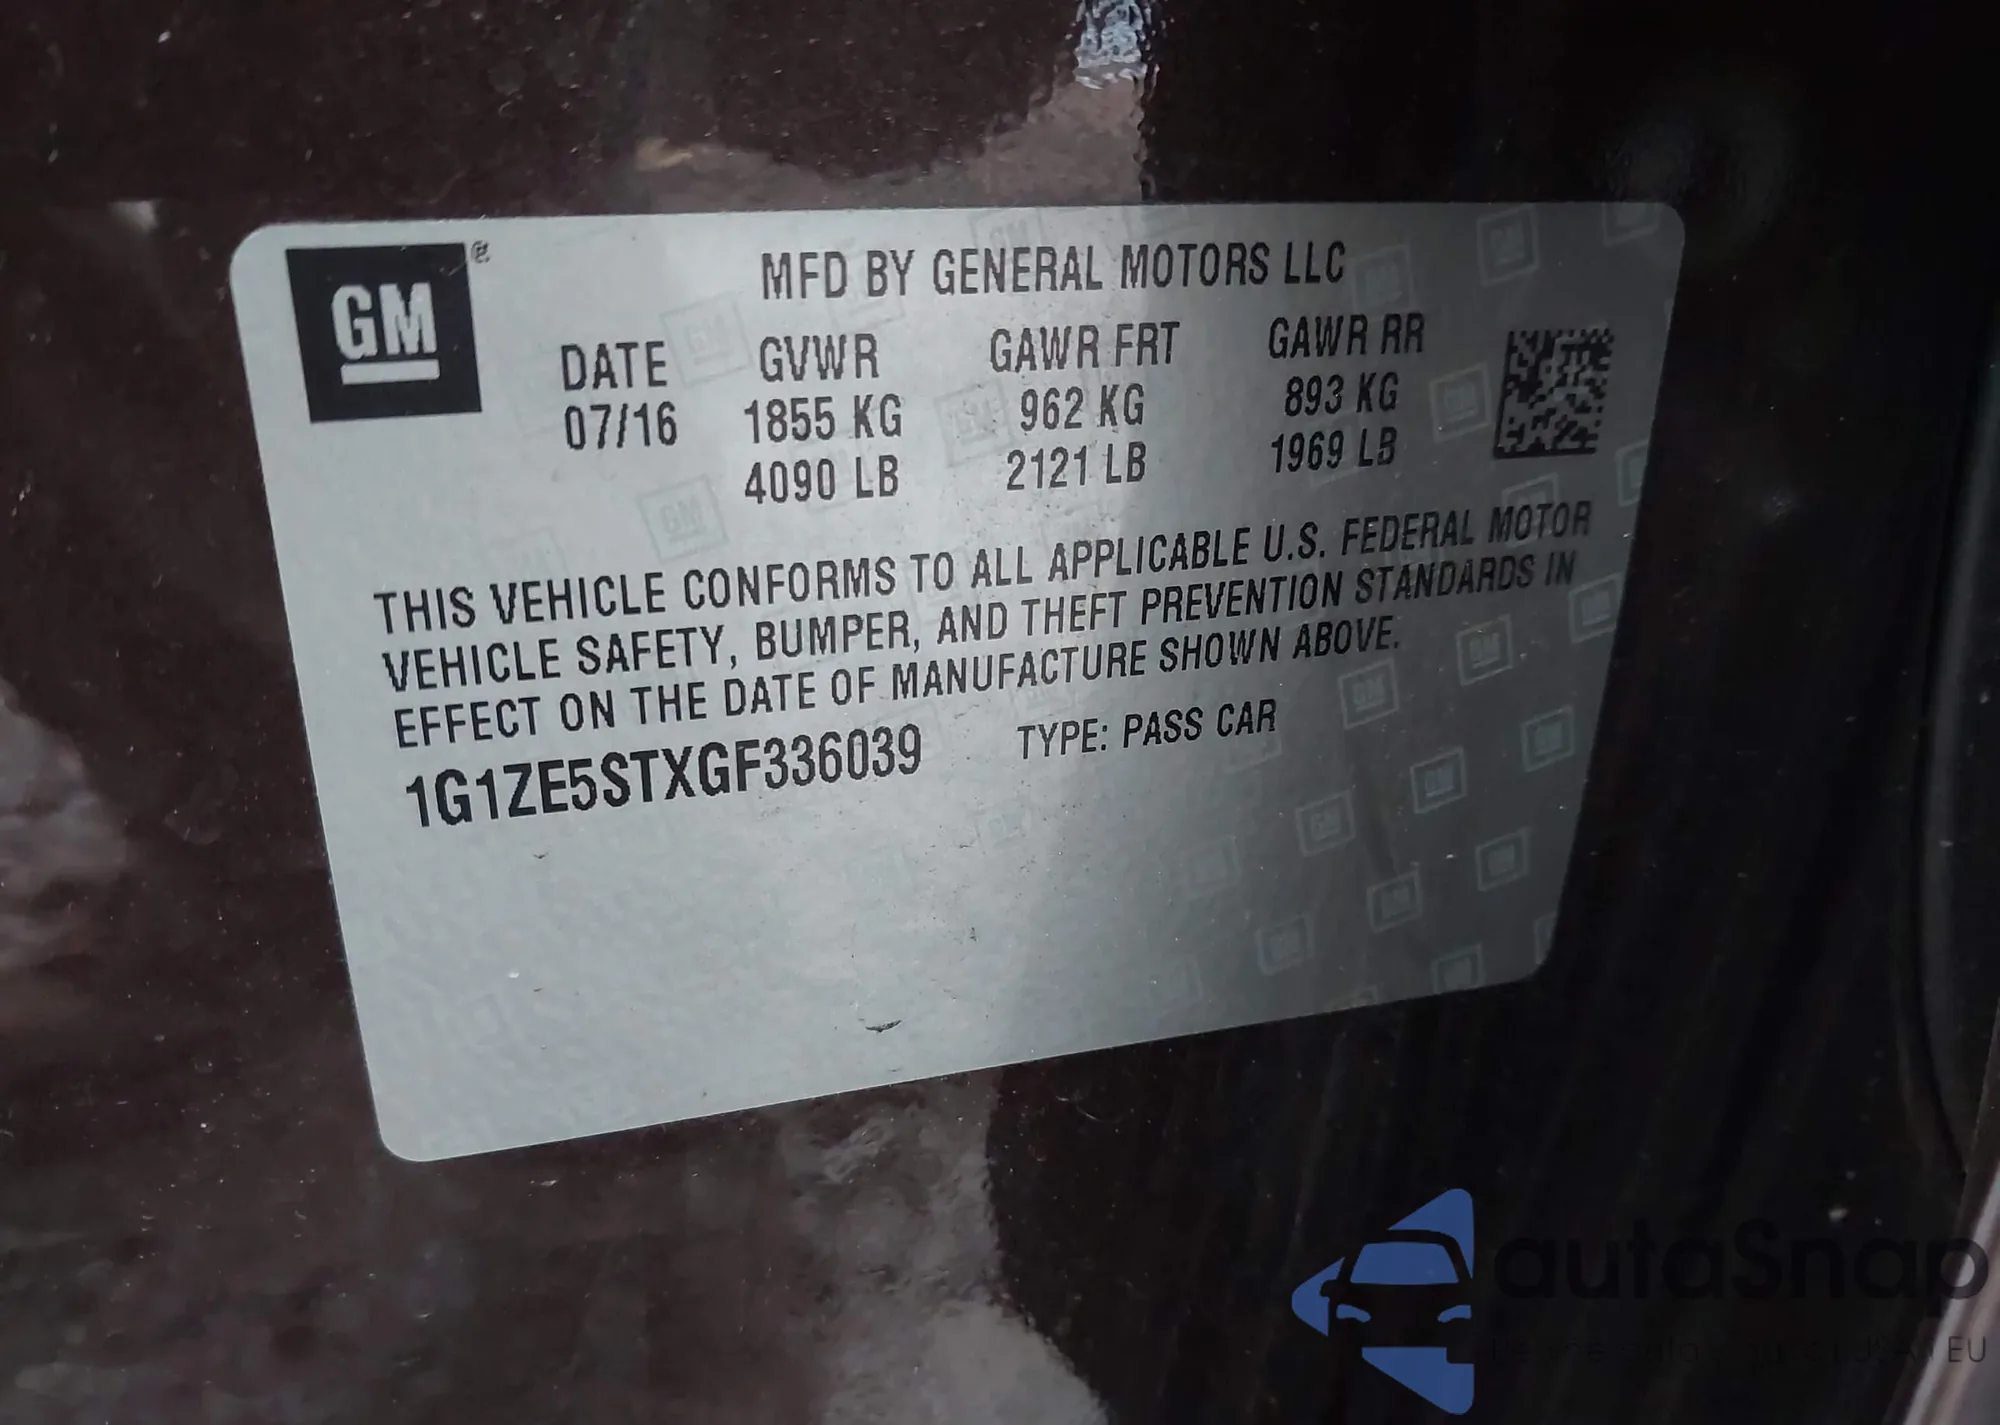 GM ®
MFD BY GENERAL MOTORS LLC
DATE GVWR GAWR FRT GAWR RR
07/16 1855 KG 962 KG 893 KG
4090 LB 2121 LB 1969 LB
THIS VEHICLE CONFORMS TO ALL APPLICABLE U.S. FEDERAL MOTOR
VEHICLE SAFETY, BUMPER, AND THEFT PREVENTION STANDARDS IN
EFFECT ON THE DATE OF MANUFACTURE SHOWN ABOVE.
1G1ZE5STXGF336039 TYPE: PASS CAR
autaSnap
EU